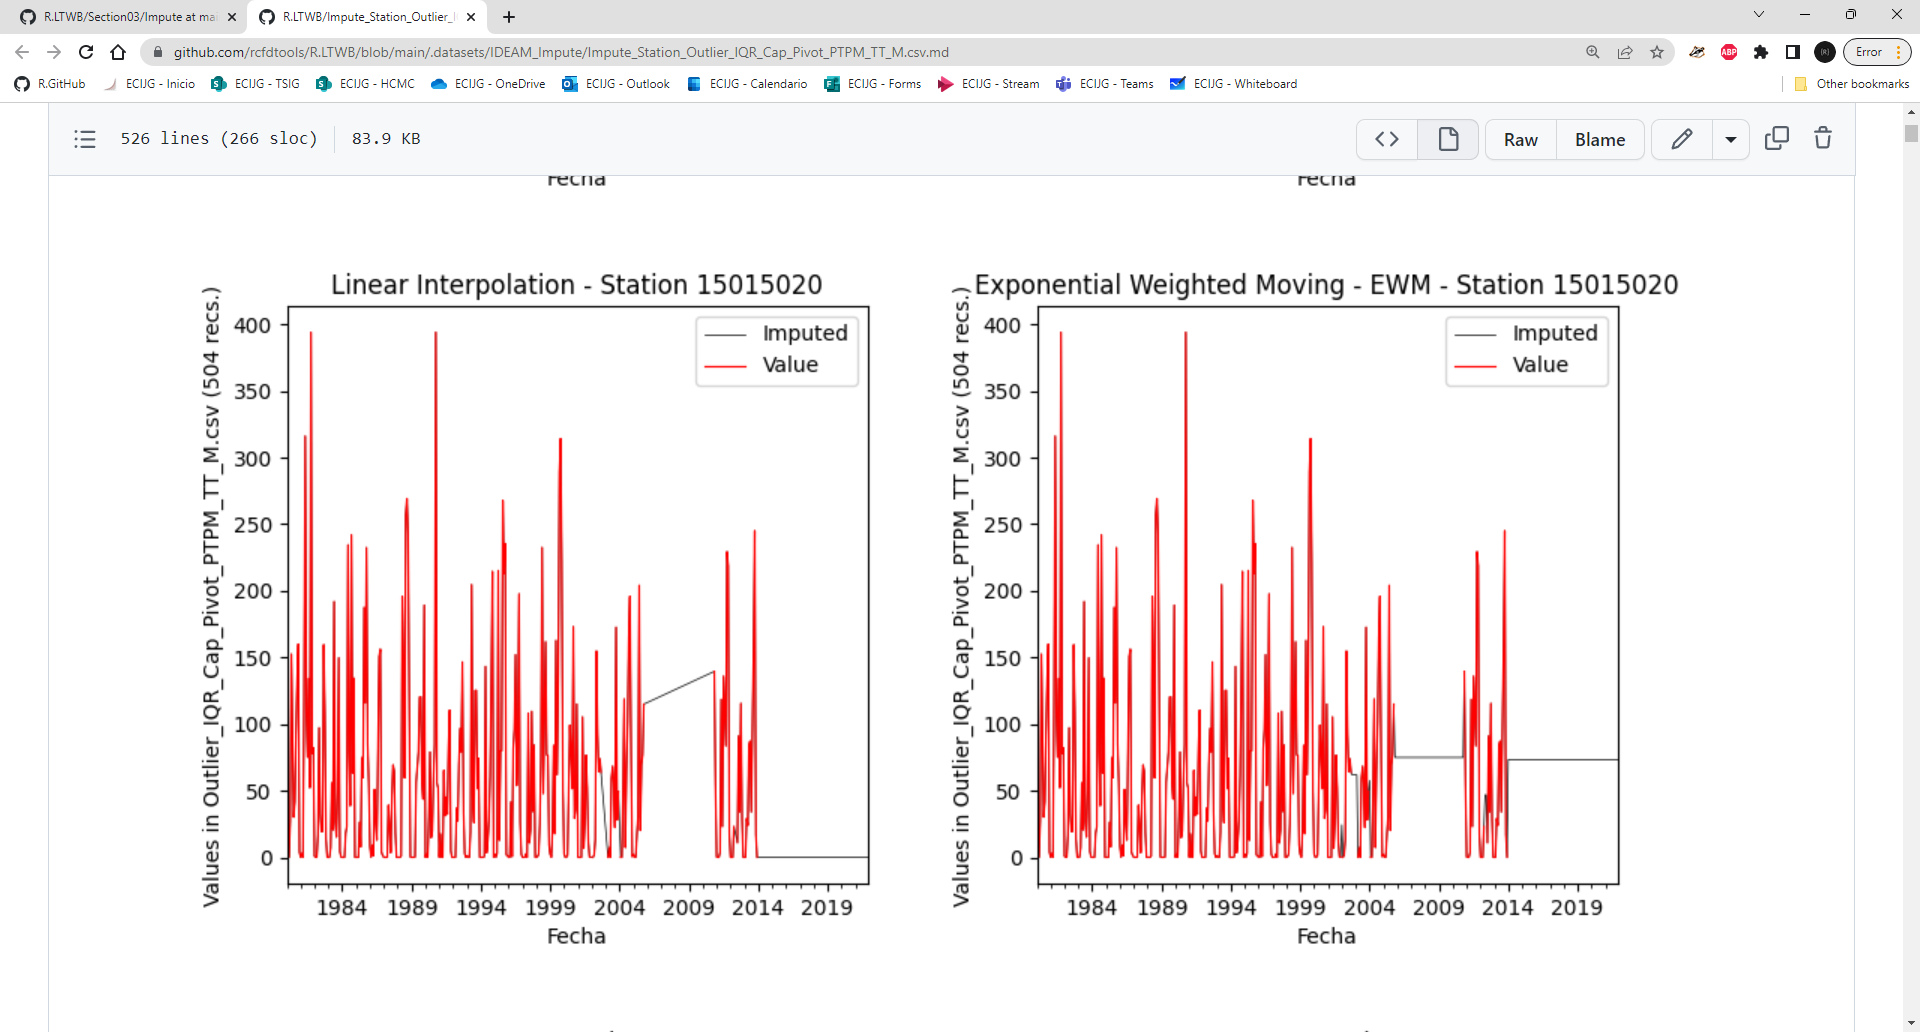 R.LTWB/Section03/Impute at ma
R.LTWB/Impute_Station_Outlier_I
github.com/rcfdtools/R.LTWB/blob/main/.datasets/IDEAM_Impute/Impute_Station_Outlier_IQR_Cap_Pivot_PTPM_TT_M.csv.md
ABP
Error
R.GitHub
ECIJG - Inicio
ECIJG - TSIG
ECIJG - HCMC
ECIJG - OneDrive
ECIJG - Outlook
ECIJG - Calendario
ECIJG - Forms
ECIJG - Stream
ECIJG - Teams
ECIJG - Whiteboard
Other bookmarks
526 lines (266 sloc)
83.9 KB
Raw
Blame
Fecha
Fecha
Linear Interpolation - Station 15015020
Values in Outlier_IQR_Cap_Pivot_PTPM_TT_M.csv (504 recs.)
400
350
300
250
200
150
100
50
0
Imputed
Value
1984 1989 1994 1999 2004 2009 2014 2019
Fecha
Exponential Weighted Moving - EWM - Station 15015020
Values in Outlier_IQR_Cap_Pivot_PTPM_TT_M.csv (504 recs.)
400
350
300
250
200
150
100
50
0
Imputed
Value
1984 1989 1994 1999 2004 2009 2014 2019
Fecha